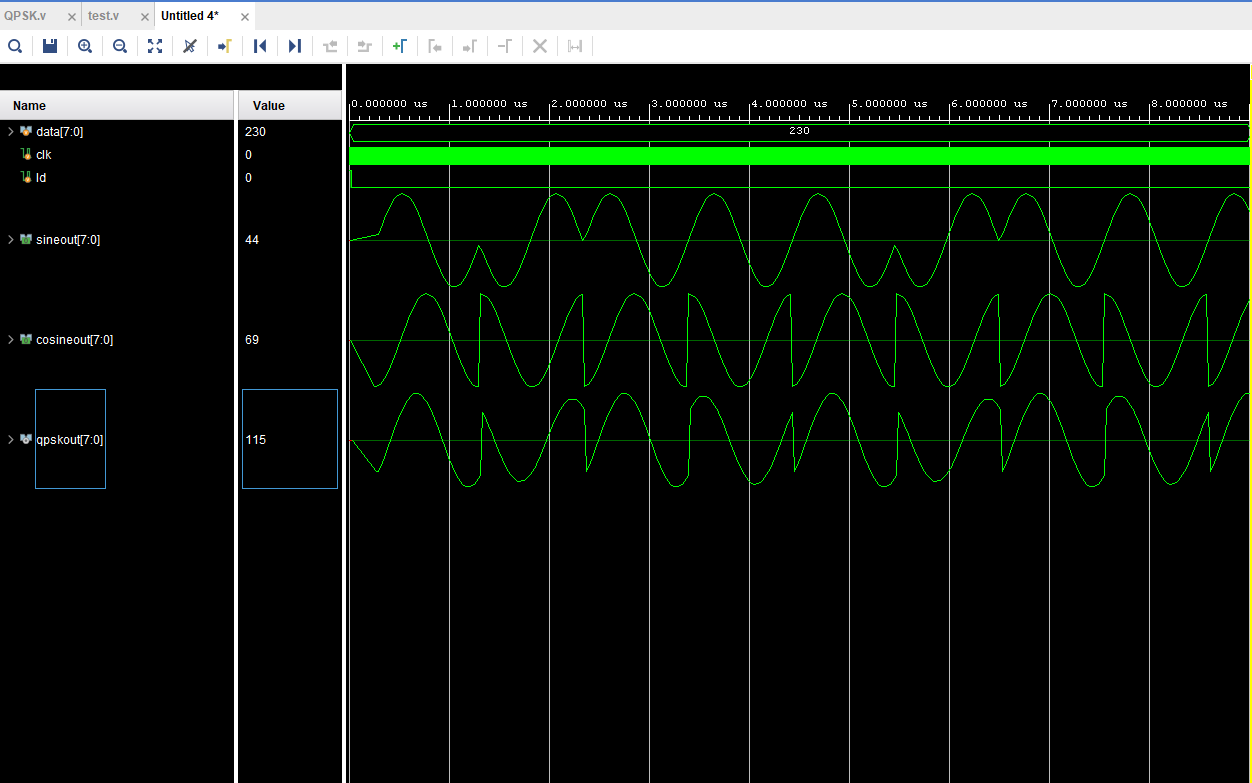 QPSK.v test.v Untitled 4*
Name Value
0.000000 us 1.000000 us 2.000000 us 3.000000 us 4.000000 us 5.000000 us 6.000000 us 7.000000 us 8.000000 us
data[7:0] 230 230
clk 0
ld 0
sineout[7:0] 44
cosineout[7:0] 69
qpskout[7:0] 115